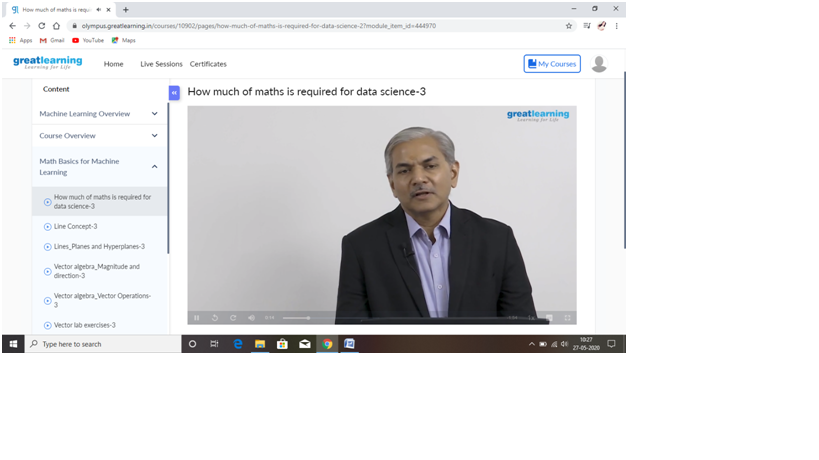 How much of maths is requi
olympus.greatlearning.in/courses/10902/pages/how-much-of-maths-is-required-for-data-science-2?module_item_id=444970
Apps Gmail YouTube Maps
greatlearning
Learning for Life
Home Live Sessions Certificates My Courses
Content
Machine Learning Overview
Course Overview
Math Basics for Machine
Learning
How much of maths is required for
data science-3
Line Concept-3
Lines_Planes and Hyperplanes-3
Vector algebra_Magnitude and
direction-3
Vector algebra_Vector Operations-
3
Vector lab exercises-3
How much of maths is required for data science-3
greatlearning
Learning for Life
Type here to search
10:27
27-05-2020